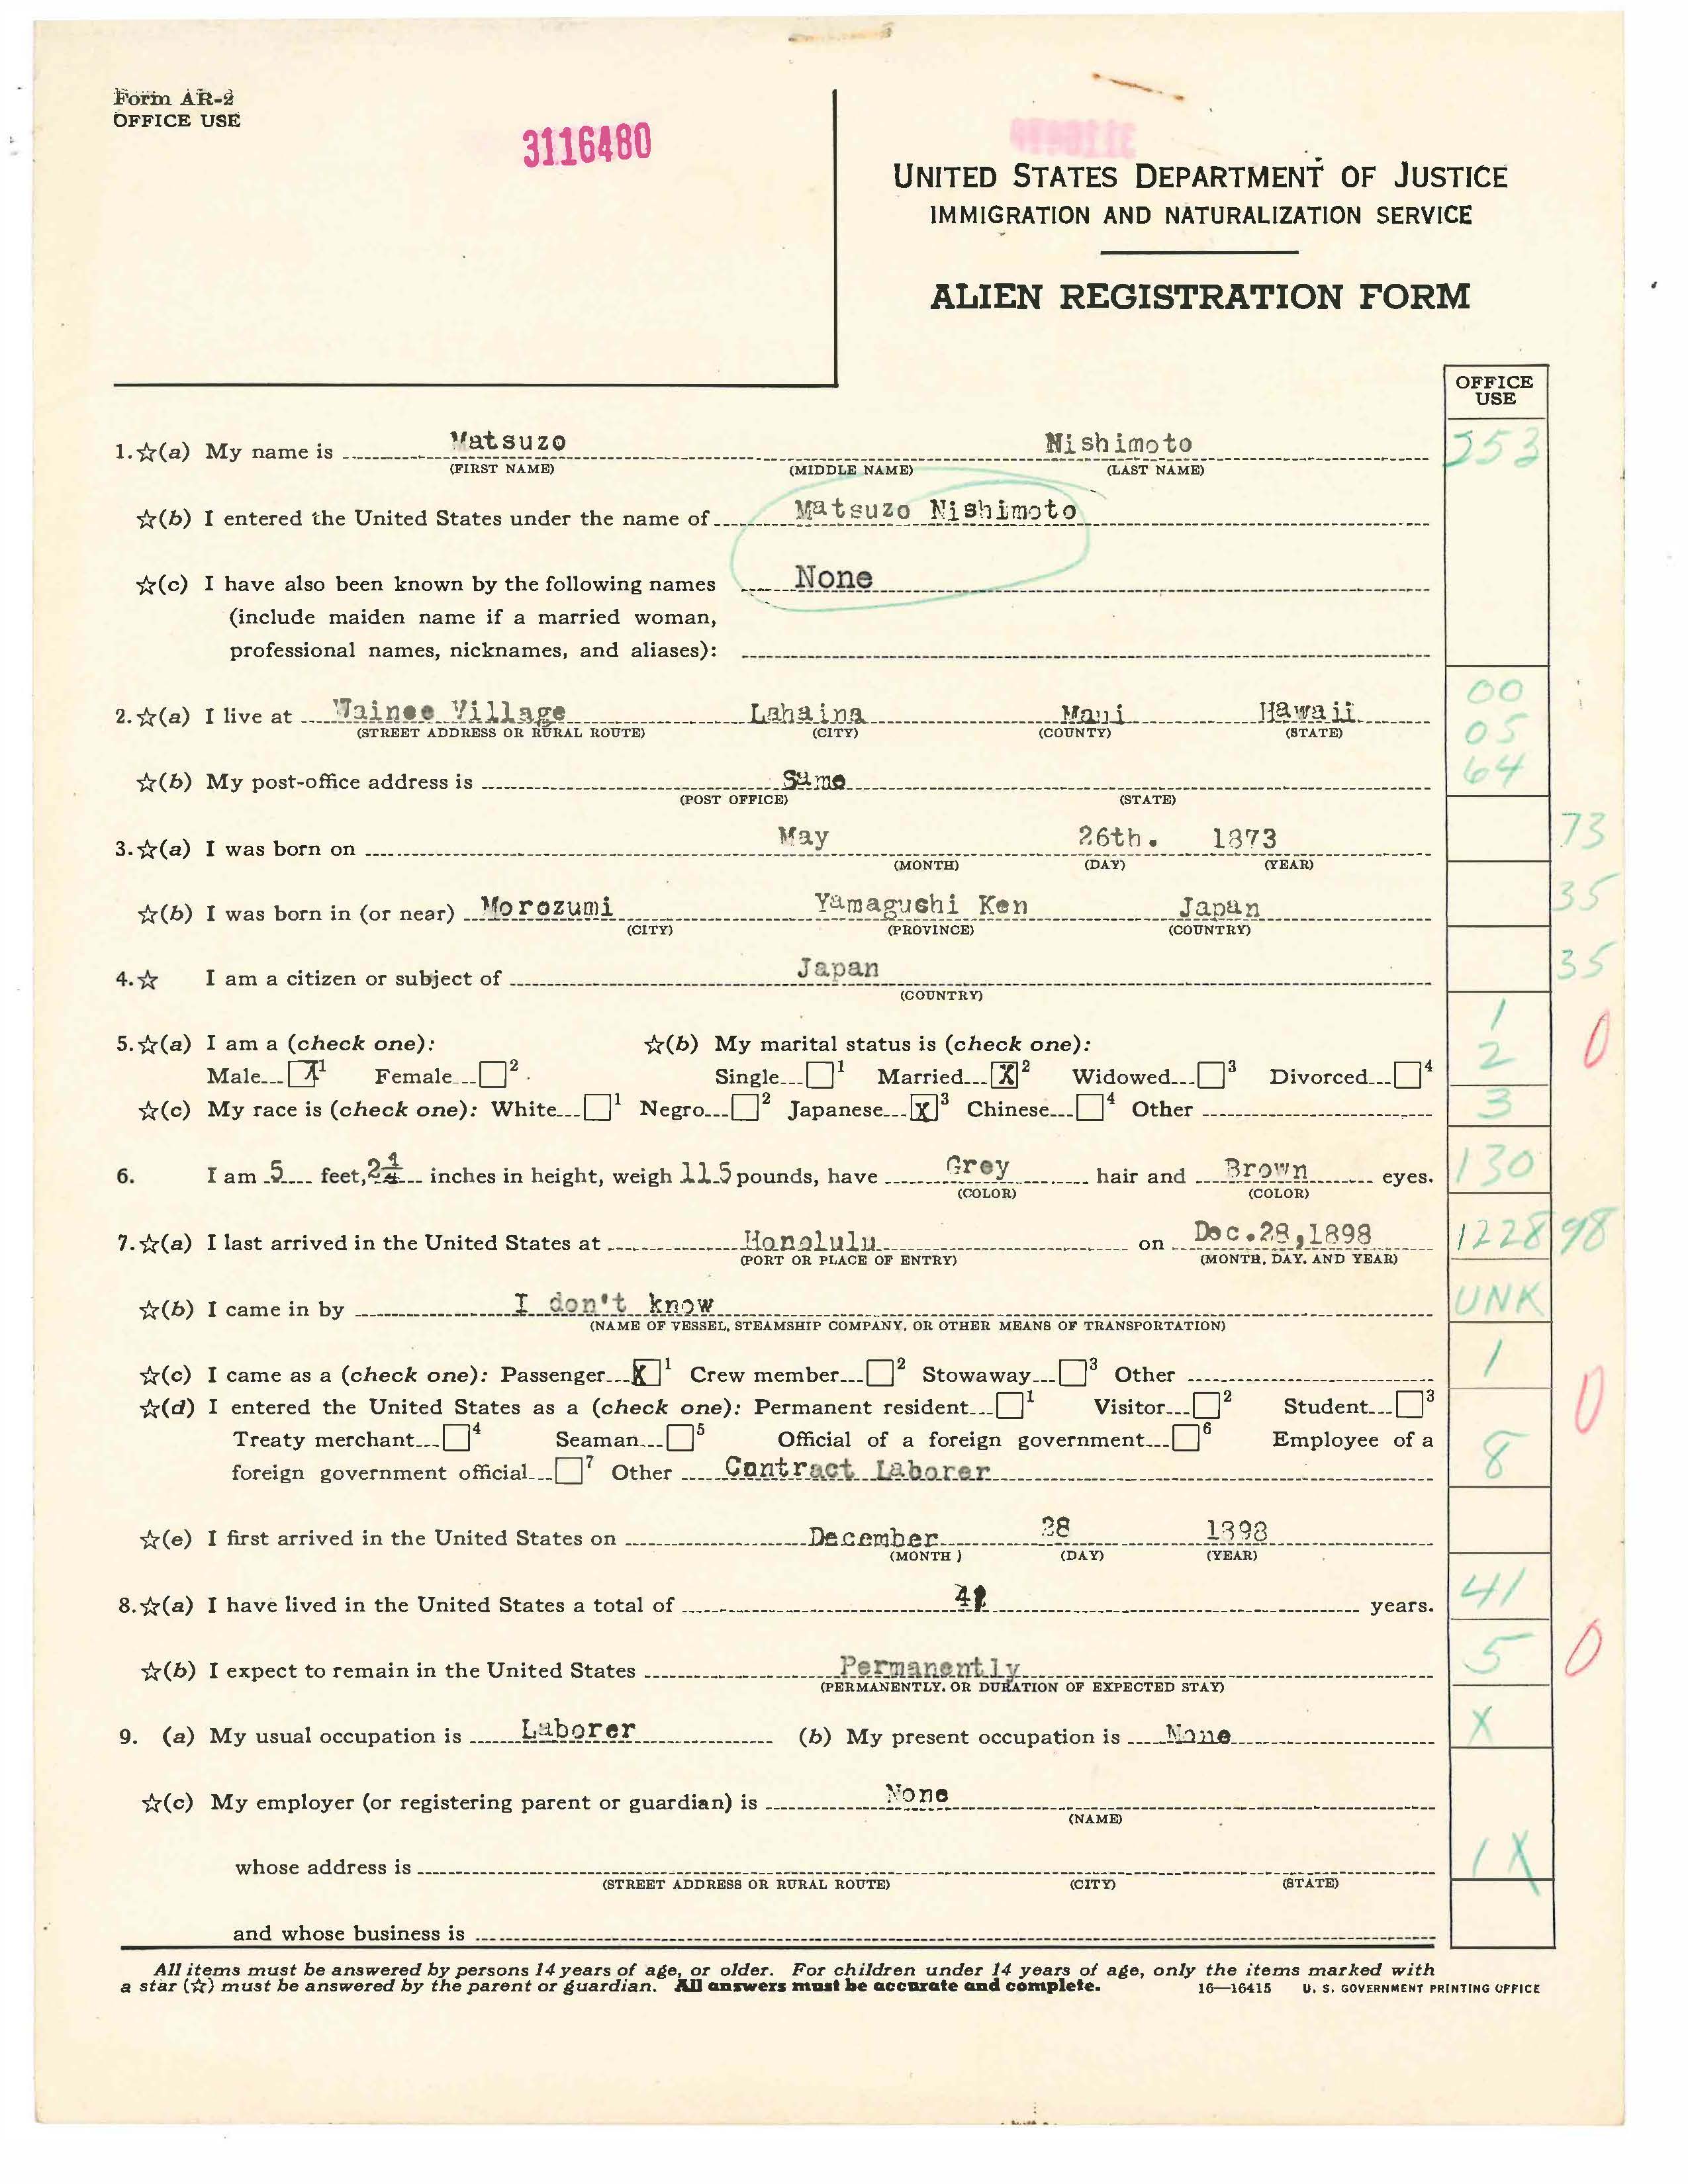 Form AR-2
OFFICE USE
3116480
UNITED STATES DEPARTMENT OF JUSTICE
IMMIGRATION AND NATURALIZATION SERVICE
ALIEN REGISTRATION FORM
OFFICE USE
1. ☆(a) My name is Matsuzo Nishimoto 253
(FIRST NAME) (MIDDLE NAME) (LAST NAME)
☆(b) I entered the United States under the name of Matsuzo Nishimoto
☆(c) I have also been known by the following names None
(include maiden name if a married woman,
professional names, nicknames, and aliases):
00
2. ☆(a) I live at Wainee Village Lahaina Maui Hawaii 05
(STREET ADDRESS OR RURAL ROUTE) (CITY) (COUNTY) (STATE)
☆(b) My post-office address is Same 64
(POST OFFICE) (STATE)
3. ☆(a) I was born on May 26th. 1873 73
(MONTH) (DAY) (YEAR)
☆(b) I was born in (or near) Morozumi Yamaguchi Ken Japan 35
(CITY) (PROVINCE) (COUNTRY)
4. ☆ I am a citizen or subject of Japan 35
(COUNTRY)
5. ☆(a) I am a (check one): ☆(b) My marital status is (check one): 1 0
Male X 1 Female 2 Single 1 Married X 2 Widowed 3 Divorced 4 2
☆(c) My race is (check one): White 1 Negro 2 Japanese X 3 Chinese 4 Other 3
6. I am 5 feet, 2 1/4 inches in height, weigh 115 pounds, have Grey hair and Brown eyes. 130
(COLOR) (COLOR)
7. ☆(a) I last arrived in the United States at Honolulu on Dec.28,1898 1228 98
(PORT OR PLACE OF ENTRY) (MONTH, DAY, AND YEAR)
☆(b) I came in by I don't know UNK
(NAME OF VESSEL, STEAMSHIP COMPANY, OR OTHER MEANS OF TRANSPORTATION)
☆(c) I came as a (check one): Passenger X 1 Crew member 2 Stowaway 3 Other 1
☆(d) I entered the United States as a (check one): Permanent resident 1 Visitor 2 Student 3 0
Treaty merchant 4 Seaman 5 Official of a foreign government 6 Employee of a
foreign government official 7 Other Contract Laborer 8
☆(e) I first arrived in the United States on December 28 1898
(MONTH) (DAY) (YEAR)
8. ☆(a) I have lived in the United States a total of years. 41
☆(b) I expect to remain in the United States Permanently 5 0
(PERMANENTLY, OR DURATION OF EXPECTED STAY)
9. (a) My usual occupation is Laborer (b) My present occupation is None X
☆(c) My employer (or registering parent or guardian) is None
(NAME)
whose address is 1X
(STREET ADDRESS OR RURAL ROUTE) (CITY) (STATE)
and whose business is
All items must be answered by persons 14 years of age, or older. For children under 14 years of age, only the items marked with
a star (☆) must be answered by the parent or guardian. All answers must be accurate and complete. 16—16415 U. S. GOVERNMENT PRINTING OFFICE